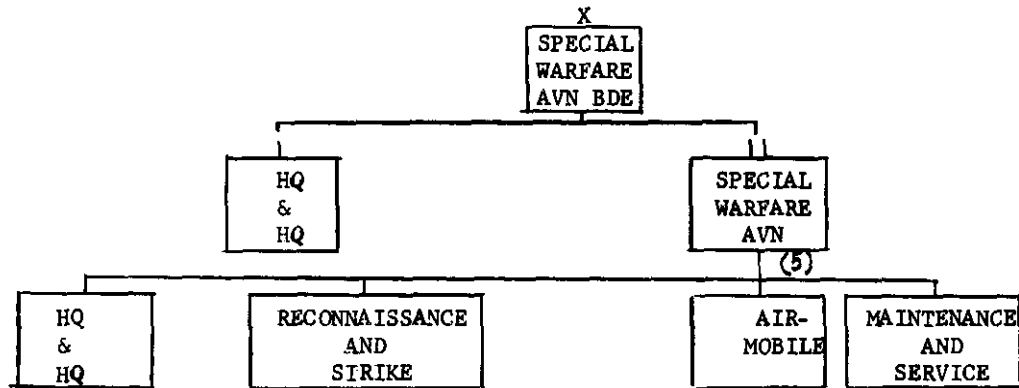 X
SPECIAL
WARFARE
AVN BDE
HQ
&
HQ
SPECIAL
WARFARE
AVN
(5)
HQ
&
HQ
RECONNAISSANCE
AND
STRIKE
AIR-
MOBILE
MAINTENANCE
AND
SERVICE